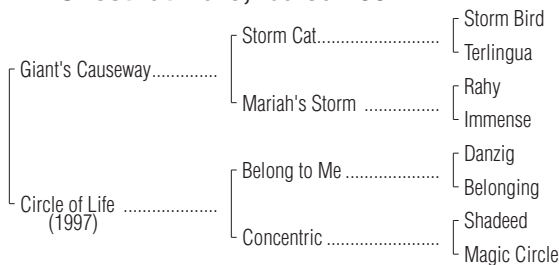 Storm Bird
Storm Cat..............................
Terlingua
Giant's Causeway................
Rahy
Mariah's Storm ..................
Immense
Danzig
Belong to Me .......................
Belonging
Circle of Life .......................
(1997)
Shadeed
Concentric ............................
Magic Circle